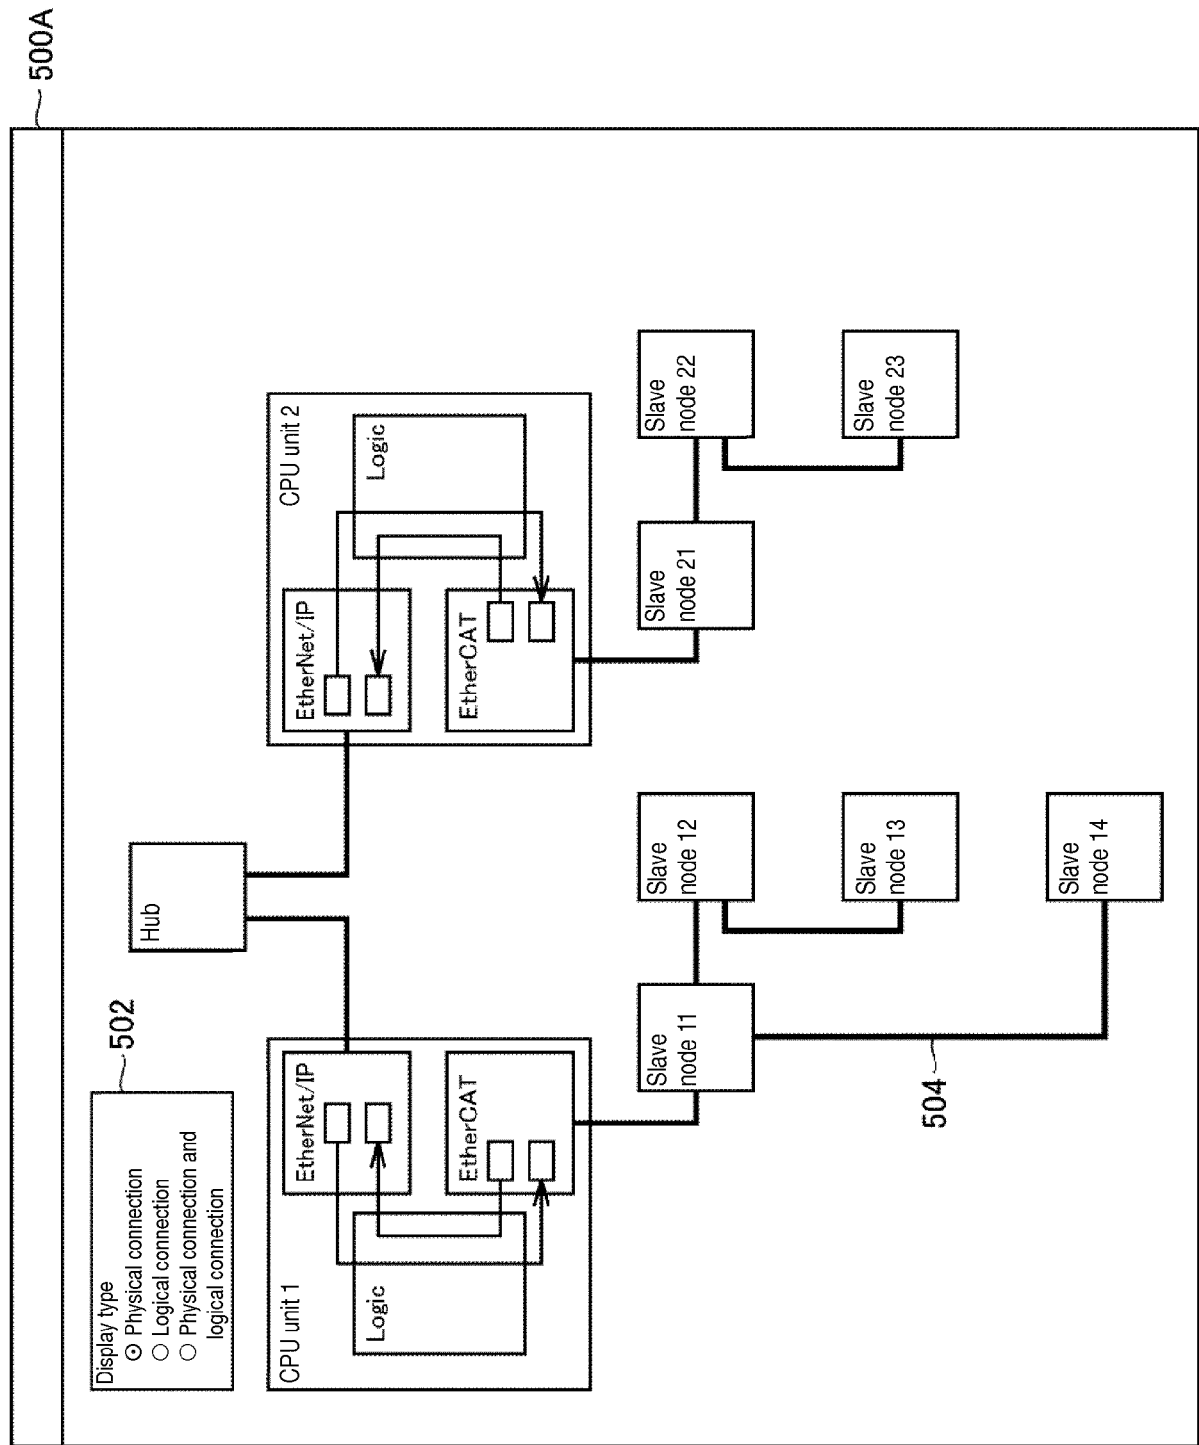 500A
Display type
Physical connection
Logical connection
Physical connection and
logical connection
502
Hub
CPU unit 1
EtherNet/IP
Logic
EtherCAT
CPU unit 2
EtherNet/IP
Logic
EtherCAT
Slave
node 11
Slave
node 12
Slave
node 21
Slave
node 22
Slave
node 13
Slave
node 23
504
Slave
node 14